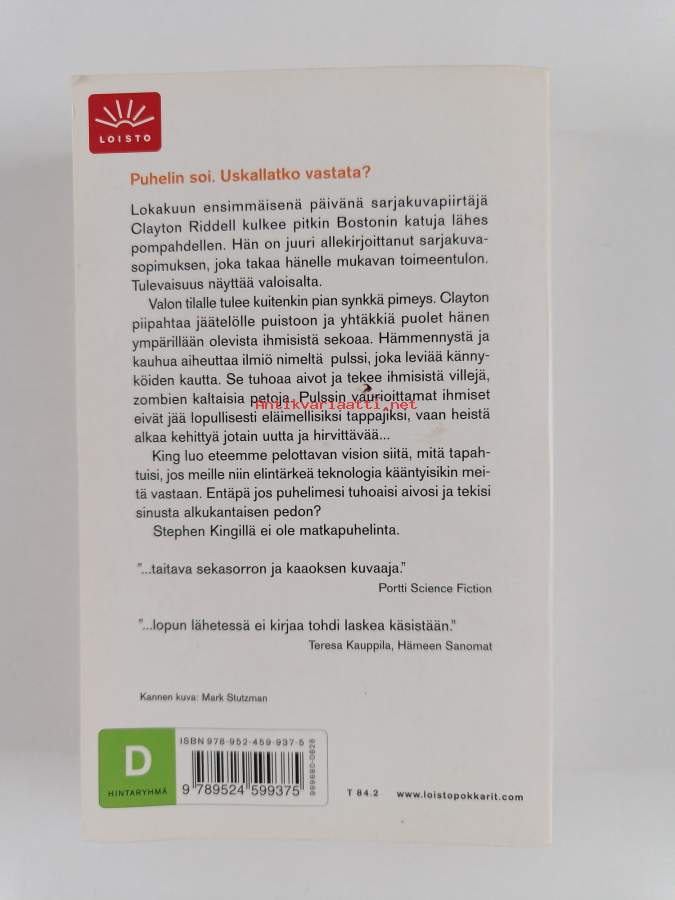 LOISTO
Puhelin soi. Uskallatko vastata?
Lokakuun ensimmäisenä päivänä sarjakuvapiirtäjä
Clayton Riddell kulkee pitkin Bostonin katuja lähes
pompahdellen. Hän on juuri allekirjoittanut sarjakuva-
sopimuksen, joka takaa hänelle mukavan toimeentulon.
Tulevaisuus näyttää valoisalta.
Valon tilalle tulee kuitenkin pian synkkä pimeys. Clayton
piipahtaa jäätelölle puistoon ja yhtäkkiä puolet hänen
ympärillään olevista ihmisistä sekoaa. Hämmennystä ja
kauhua aiheuttaa ilmiö nimeltä pulssi, joka leviää känny-
köiden kautta. Se tuhoaa aivot ja tekee ihmisistä villejä,
zombien kaltaisia petoja. Pulssin vaurioittamat ihmiset
Antikvariaatti.net
eivät jää lopullisesti eläimellisiksi tappajiksi, vaan heistä
alkaa kehittyä jotain uutta ja hirvittävää...
King luo eteemme pelottavan vision siitä, mitä tapah-
tuisi, jos meille niin elintärkeä teknologia kääntyisikin mei-
tä vastaan. Entäpä jos puhelimesi tuhoaisi aivosi ja tekisi
sinusta alkukantaisen pedon?
Stephen Kingillä ei ole matkapuhelinta.
"...taitava sekasorron ja kaaoksen kuvaaja."
Portti Science Fiction
"...lopun lähetessä ei kirjaa tohdi laskea käsistään."
Teresa Kauppila, Hämeen Sanomat
Kannen kuva: Mark Stutzman
D
HINTARYHMÄ
ISBN 978-952-459-937-5
9 789524 599375
999680-0628
T 84.2
www.loistopokkarit.com